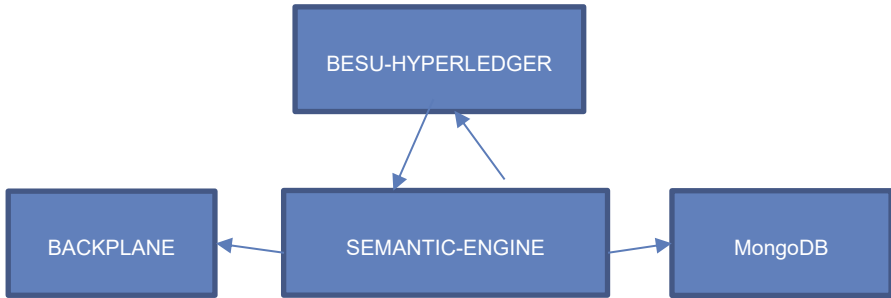 BESU-HYPERLEDGER
BACKPLANE
SEMANTIC-ENGINE
MongoDB